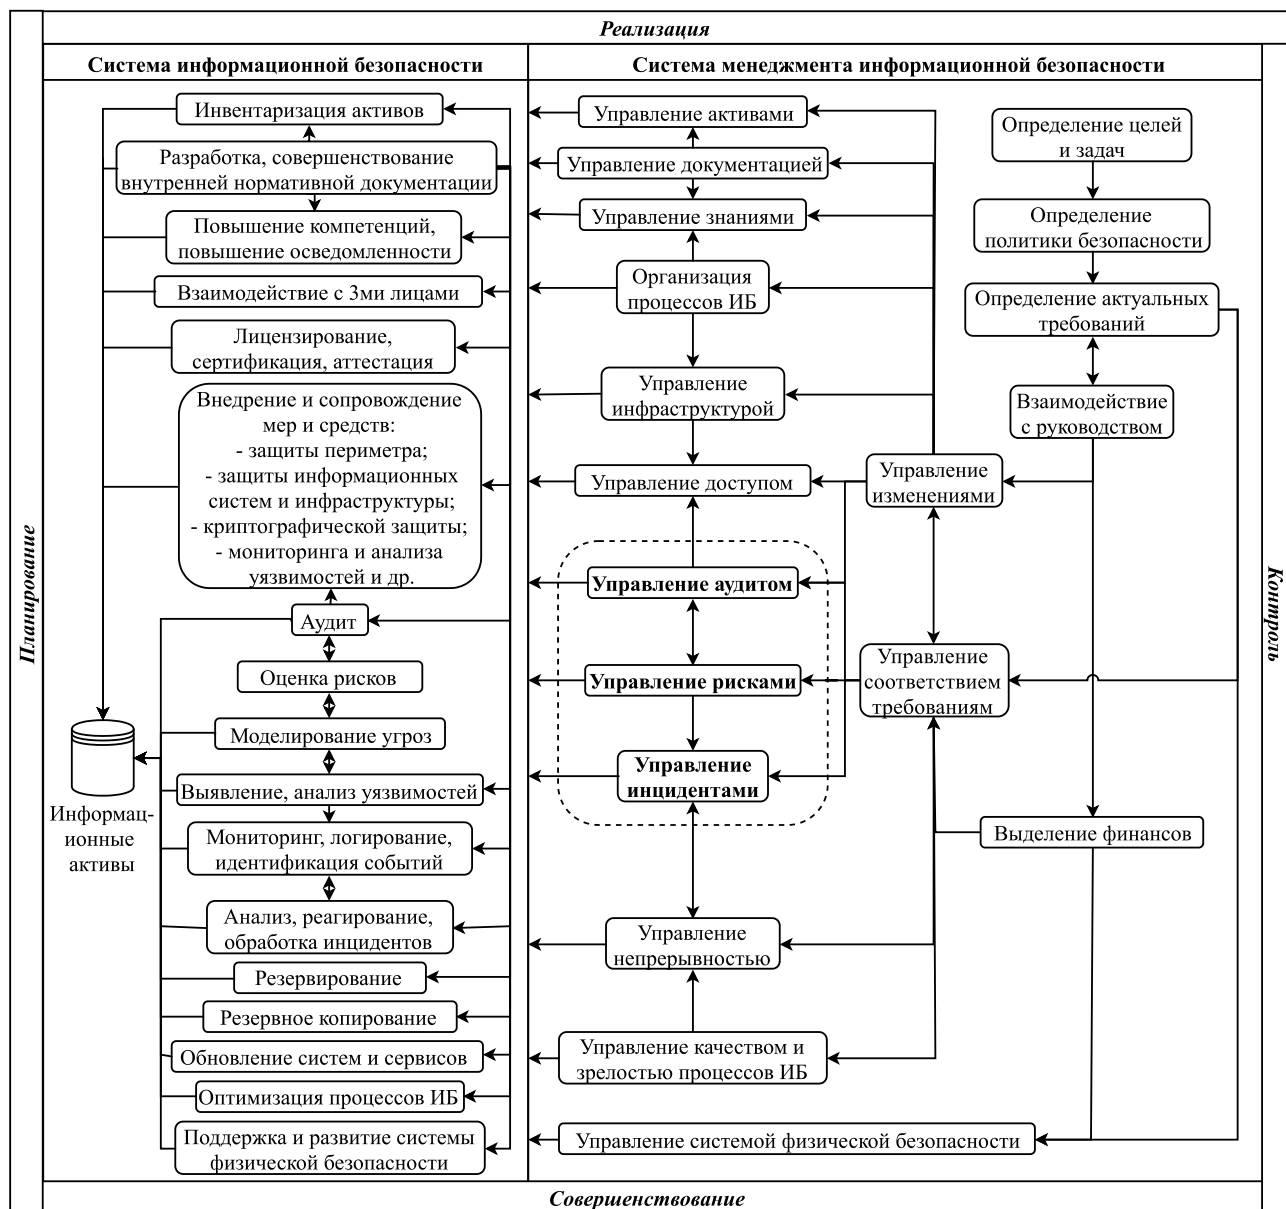 Реализация
Планирование
Контроль
Система информационной безопасности
Инвентаризация активов
Разработка, совершенствование
внутренней нормативной документации
Повышение компетенций,
повышение осведомленности
Взаимодействие с 3ми лицами
Лицензирование,
сертификация, аттестация
Внедрение и сопровождение
мер и средств:
- защиты периметра;
- защиты информационных
систем и инфраструктуры;
- криптографической защиты;
- мониторинга и анализа
уязвимостей и др.
Аудит
Оценка рисков
Моделирование угроз
Выявление, анализ уязвимостей
Информац-
ионные
активы
Мониторинг, логирование,
идентификация событий
Анализ, реагирование,
обработка инцидентов
Резервирование
Резервное копирование
Обновление систем и сервисов
Оптимизация процессов ИБ
Поддержка и развитие системы
физической безопасности
Система менеджмента информационной безопасности
Управление активами
Управление документацией
Управление знаниями
Организация
процессов ИБ
Управление
инфраструктурой
Управление доступом
Управление аудитом
Управление рисками
Управление
инцидентами
Управление
непрерывностью
Управление качеством и
зрелостью процессов ИБ
Управление системой физической безопасности
Управление
изменениями
Управление
соответствием
требованиям
Определение целей
и задач
Определение
политики безопасности
Определение актуальных
требований
Взаимодействие
с руководством
Выделение финансов
Совершенствование